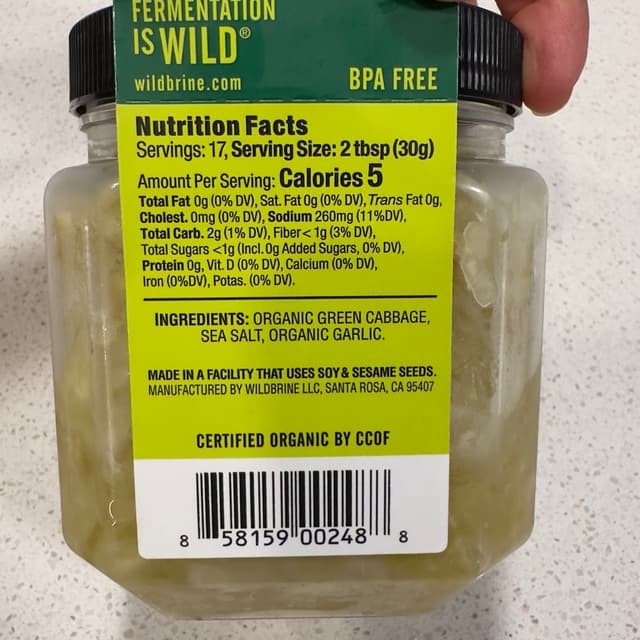 FERMENTATION
IS WILD®
wildbrine.com
BPA FREE
Nutrition Facts
Servings: 17, Serving Size: 2 tbsp (30g)
Amount Per Serving: Calories 5
Total Fat 0g (0% DV), Sat. Fat 0g (0% DV), Trans Fat 0g,
Cholest. 0mg (0% DV), Sodium 260mg (11%DV),
Total Carb. 2g (1% DV), Fiber< 1g (3% DV),
Total Sugars <1g (Incl. 0g Added Sugars, 0% DV),
Protein 0g, Vit. D (0% DV), Calcium (0% DV),
Iron (0%DV), Potas. (0% DV).
INGREDIENTS: ORGANIC GREEN CABBAGE,
SEA SALT, ORGANIC GARLIC.
MADE IN A FACILITY THAT USES SOY & SESAME SEEDS.
MANUFACTURED BY WILDBRINE LLC, SANTA ROSA, CA 95407
CERTIFIED ORGANIC BY CCOF
8 58159 00248 8